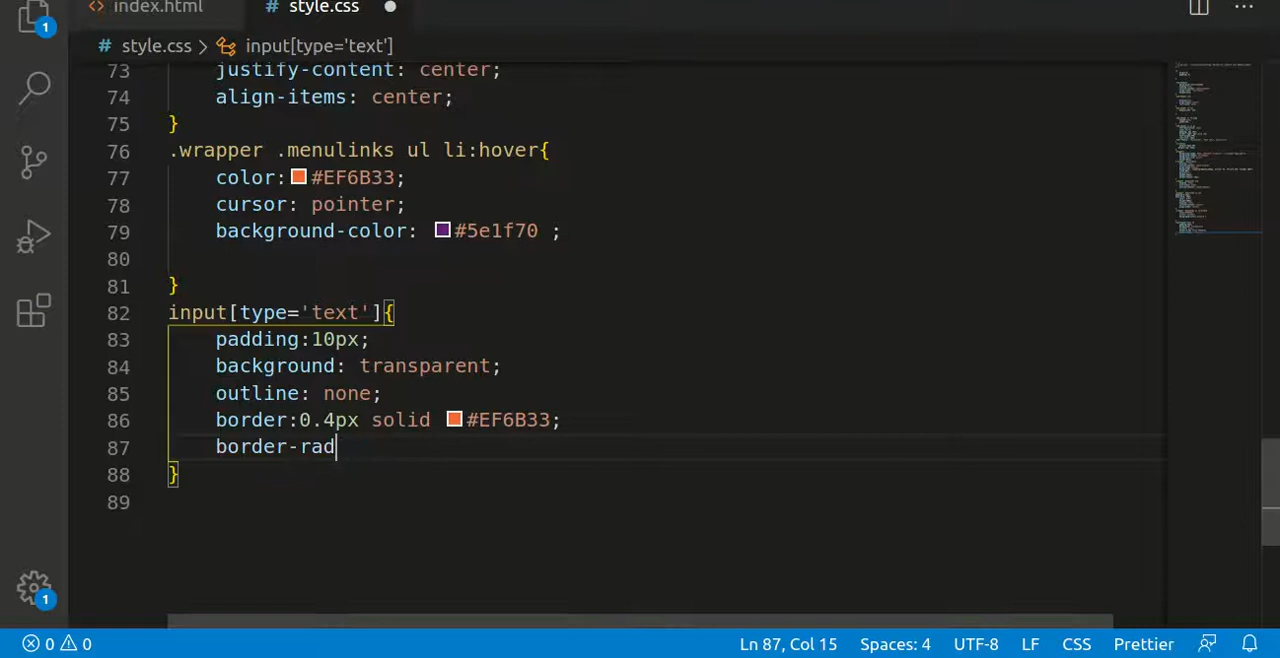 1
index.html
# style.css
# style.css > input[type='text']
73 justify-content: center;
74 align-items: center;
75 }
76 .wrapper .menulinks ul li:hover{
77 color: #EF6B33;
78 cursor: pointer;
79 background-color: #5e1f70 ;
80
81 }
82 input[type='text']{
83 padding:10px;
84 background: transparent;
85 outline: none;
86 border:0.4px solid #EF6B33;
87 border-rad
88 }
89
1
0 0 Ln 87, Col 15 Spaces: 4 UTF-8 LF CSS Prettier